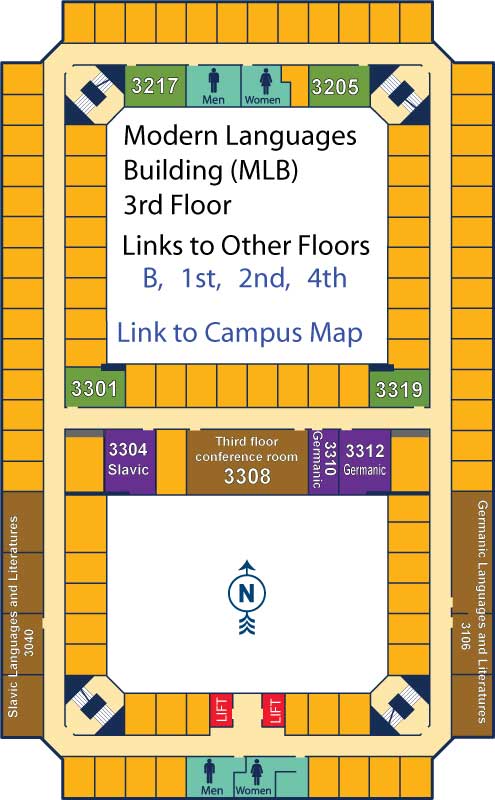 3217
Men
Women
3205
Modern Languages
Building (MLB)
3rd Floor
Links to Other Floors
B, 1st, 2nd, 4th
Link to Campus Map
3301
3319
3304
Slavic
Third floor
conference room
3308
3310
Germanic
3312
Germanic
Slavic Languages and Literatures
3040
Germanic Languages and Literatures
3106
N
LIFT
LIFT
Men
Women